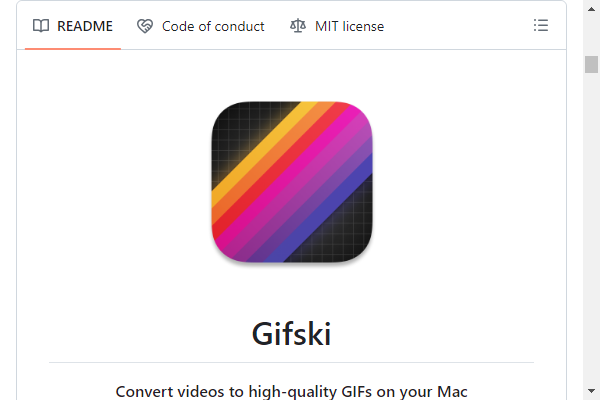 README Code of conduct MIT license
Gifski
Convert videos to high-quality GIFs on your Mac